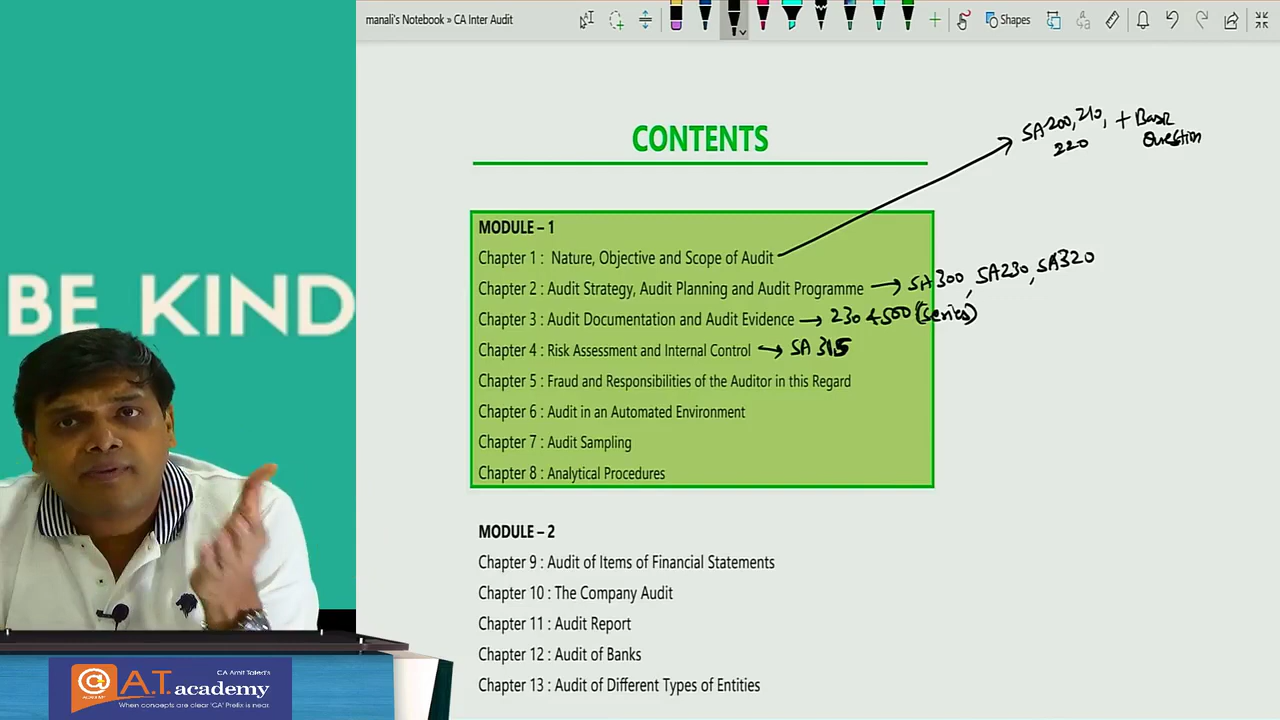 manali's Notebook » CA Inter Audit
Shapes
BE KIND
CONTENTS
SA200, 210, + Basic
220 Question
MODULE – 1
Chapter 1 : Nature, Objective and Scope of Audit
Chapter 2 : Audit Strategy, Audit Planning and Audit Programme → SA300, SA230, SA320
Chapter 3 : Audit Documentation and Audit Evidence → 230 & 500 (series)
Chapter 4 : Risk Assessment and Internal Control → SA 315
Chapter 5 : Fraud and Responsibilities of the Auditor in this Regard
Chapter 6 : Audit in an Automated Environment
Chapter 7 : Audit Sampling
Chapter 8 : Analytical Procedures
MODULE – 2
Chapter 9 : Audit of Items of Financial Statements
Chapter 10 : The Company Audit
Chapter 11 : Audit Report
Chapter 12 : Audit of Banks
Chapter 13 : Audit of Different Types of Entities
CA Amit Talda's
@ A.T. academy
ACADEMY
When concepts are clear 'CA' Prefix is near.